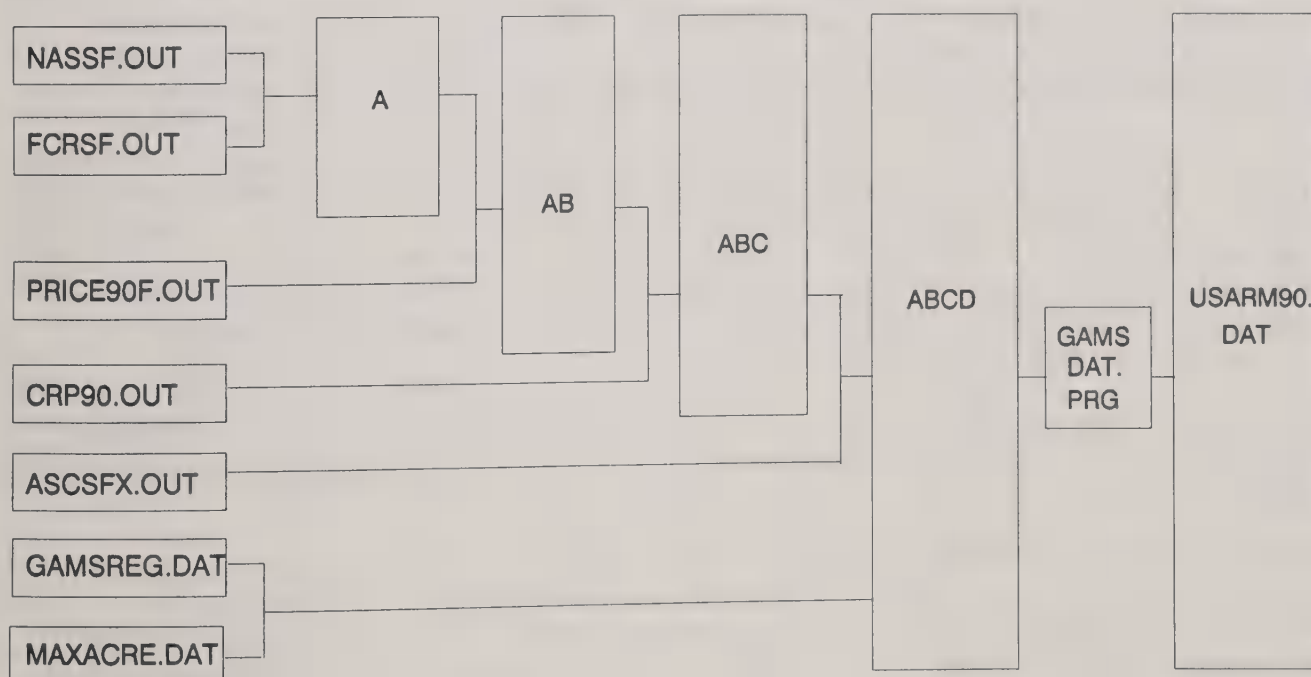 NASSF.OUT
FCRSF.OUT
PRICE90F.OUT
CRP90.OUT
ASCSFX.OUT
GAMSREG.DAT
MAXACRE.DAT
A
AB
ABC
ABCD
GAMS
DAT.
PRG
USARM90.
DAT